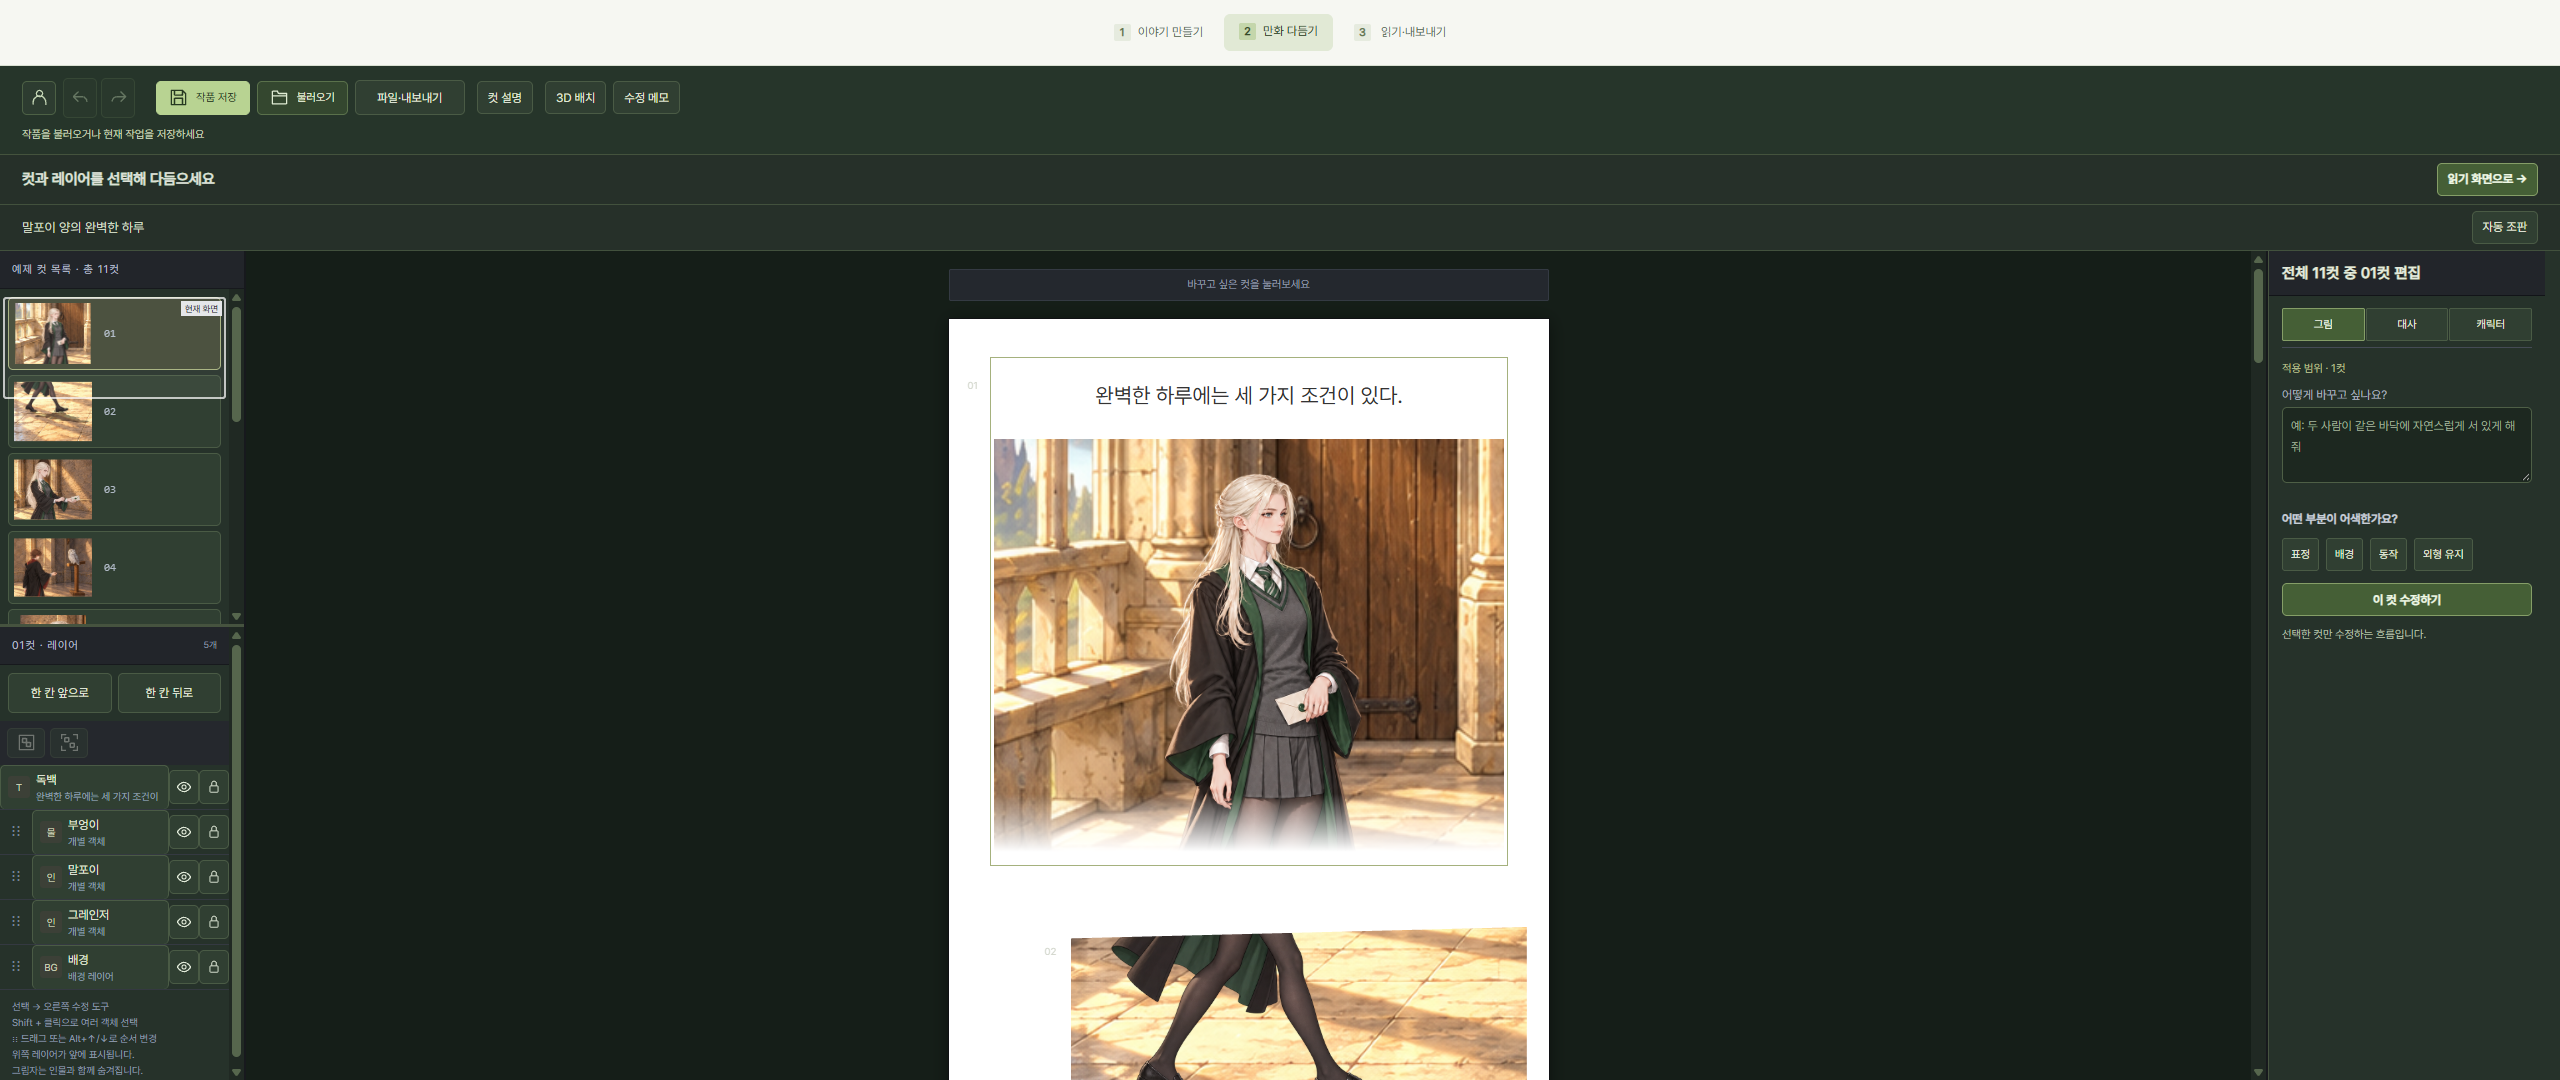 1 이야기 만들기
2 만화 다듬기
3 읽기·내보내기
작품 저장
불러오기
파일·내보내기
컷 설명
3D 배치
수정 메모
작품을 불러오거나 현재 작업을 저장하세요
컷과 레이어를 선택해 다듬으세요
읽기 화면으로 →
말포이 양의 완벽한 하루
자동 조판
예제 컷 목록 · 총 11컷
현재 화면
01
02
03
04
01컷 · 레이어
5개
한 칸 앞으로
한 칸 뒤로
T
독백
완벽한 하루에는 세 가지 조건이
물
부엉이
개별 객체
인
말포이
개별 객체
인
그레인저
개별 객체
BG
배경
배경 레이어
선택 → 오른쪽 수정 도구
Shift + 클릭으로 여러 객체 선택
⠿ 드래그 또는 Alt+↑/↓로 순서 변경
위쪽 레이어가 앞에 표시됩니다.
그림자는 인물과 함께 숨겨집니다.
바꾸고 싶은 컷을 눌러보세요
01
완벽한 하루에는 세 가지 조건이 있다.
02
전체 11컷 중 01컷 편집
그림
대사
캐릭터
적용 범위 · 1컷
어떻게 바꾸고 싶나요?
예: 두 사람이 같은 바닥에 자연스럽게 서 있게 해
줘
어떤 부분이 어색한가요?
표정
배경
동작
외형 유지
이 컷 수정하기
선택한 컷만 수정하는 흐름입니다.